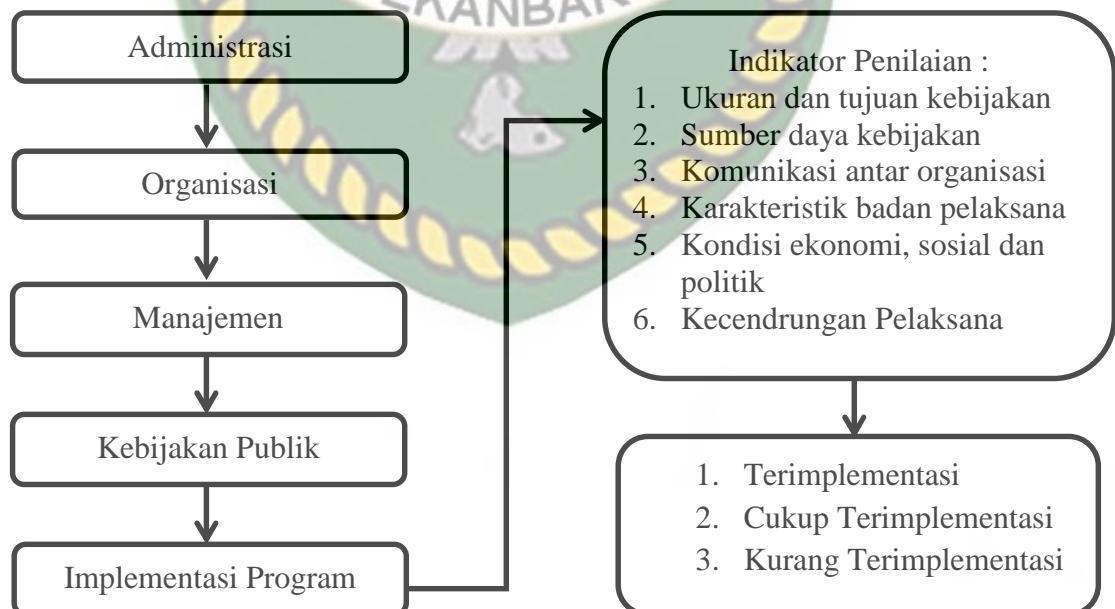 EKANBAR
Administrasi
Organisasi
Manajemen
Kebijakan Publik
Implementasi Program
Indikator Penilaian :
1. Ukuran dan tujuan kebijakan
2. Sumber daya kebijakan
3. Komunikasi antar organisasi
4. Karakteristik badan pelaksana
5. Kondisi ekonomi, sosial dan
politik
6. Kecendrungan Pelaksana
1. Terimplementasi
2. Cukup Terimplementasi
3. Kurang Terimplementasi